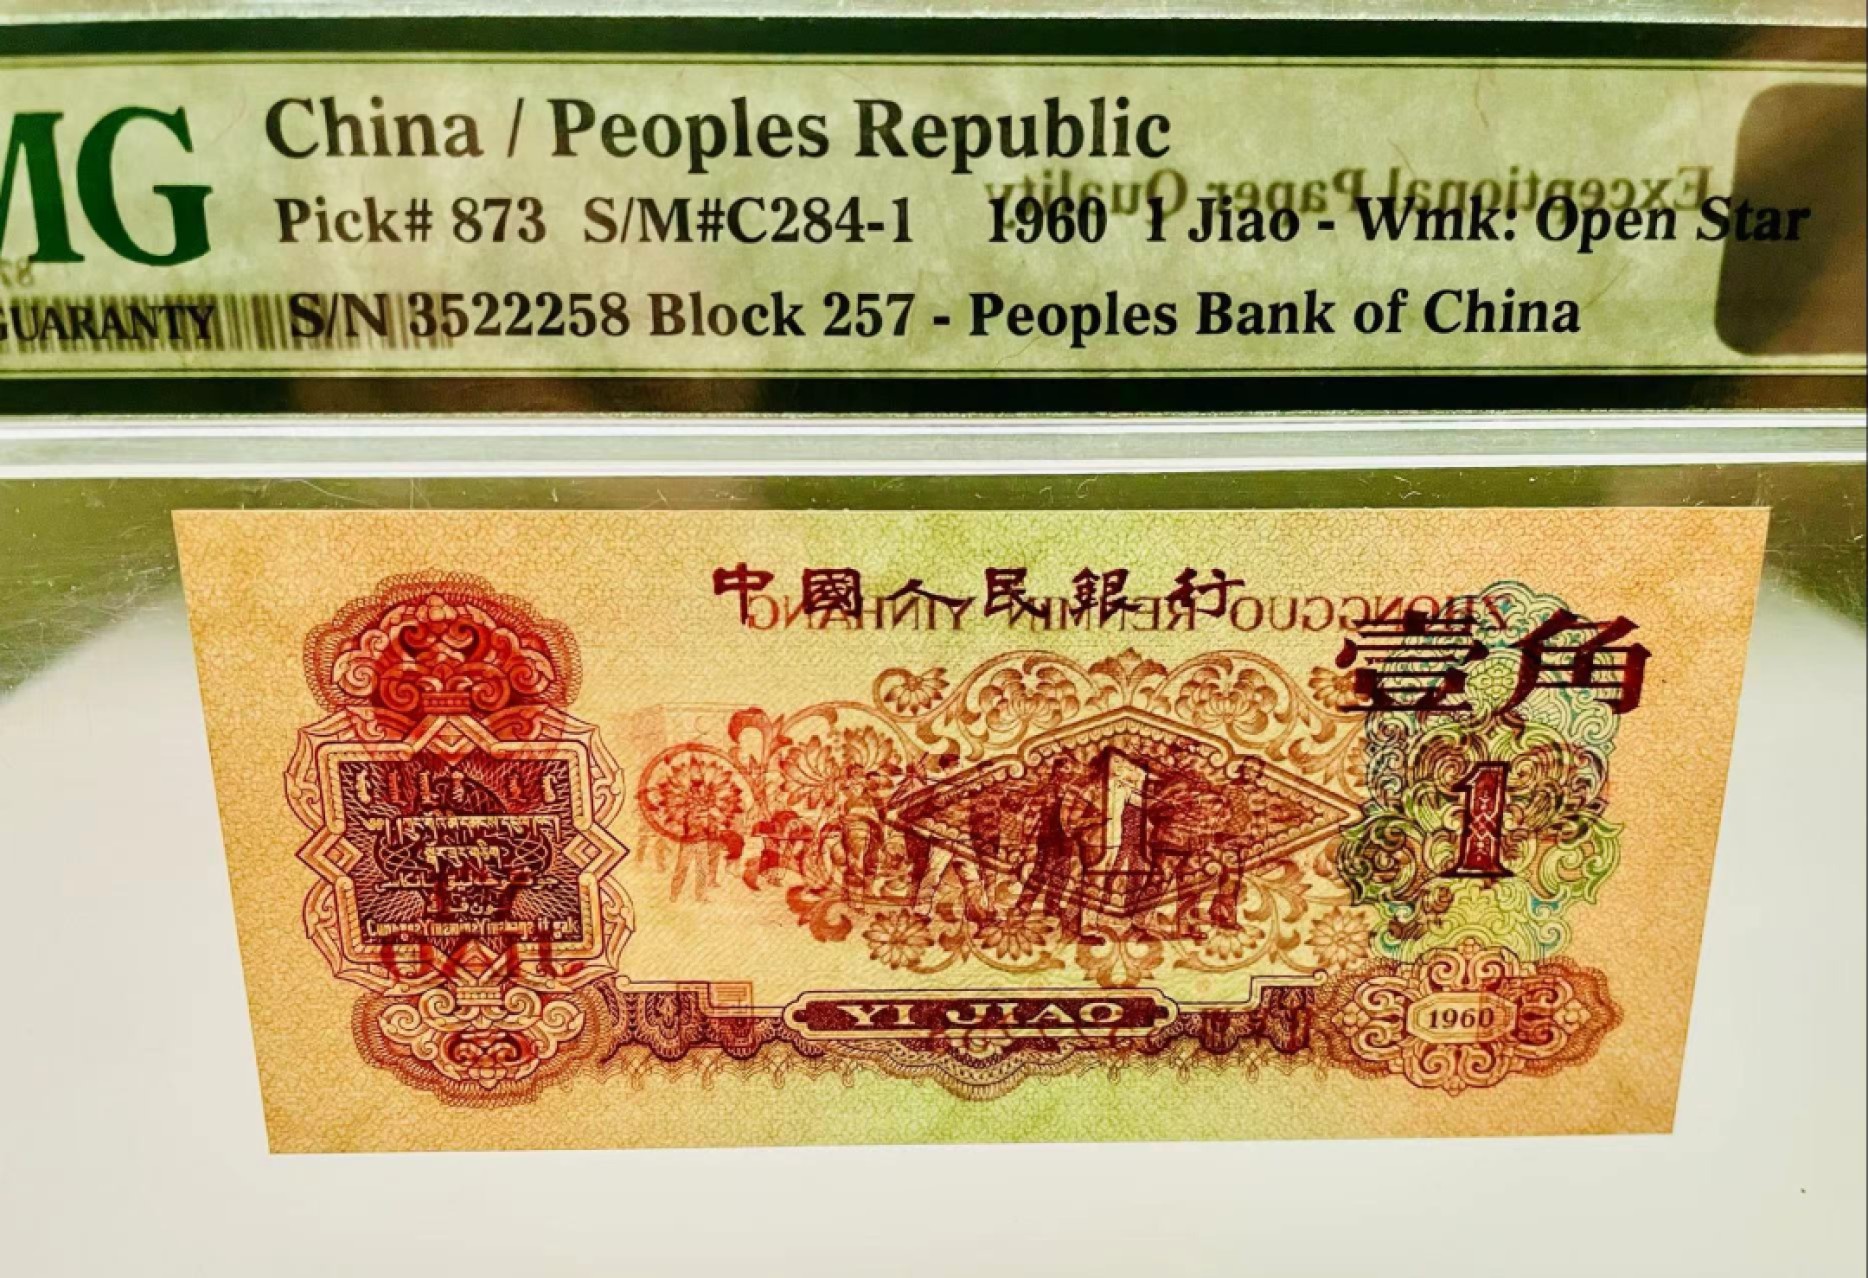 MG China / Peoples Republic
Exceptional Paper Quality
Pick# 873 S/M#C284-1 1960 1 Jiao - Wmk: Open Star
GUARANTY S/N 3522258 Block 257 - Peoples Bank of China
中國人民銀行
ZHONGGUO RENMIN YINHANG
壹角
1
1
YI JIAO
1960